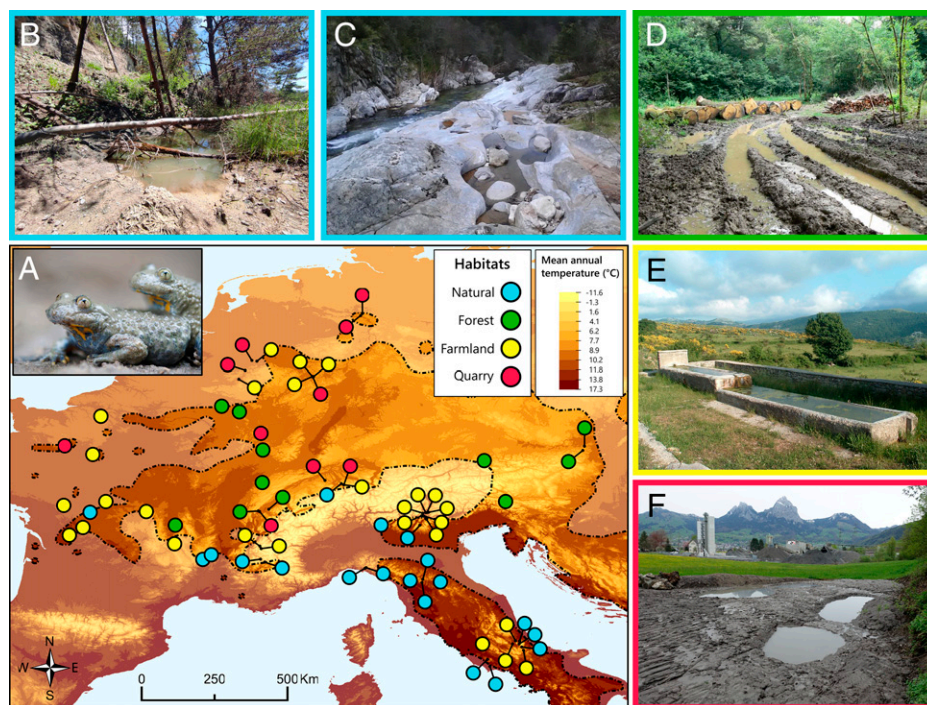 B
C
D
A
Habitats
Natural
Forest
Farmland
Quarry
Mean annual
temperature (°C)
-11.6
-1.3
1.6
4.1
6.2
7.7
8.9
10.2
11.8
13.8
17.3
E
F
N
W E
S
0 250 500 Km